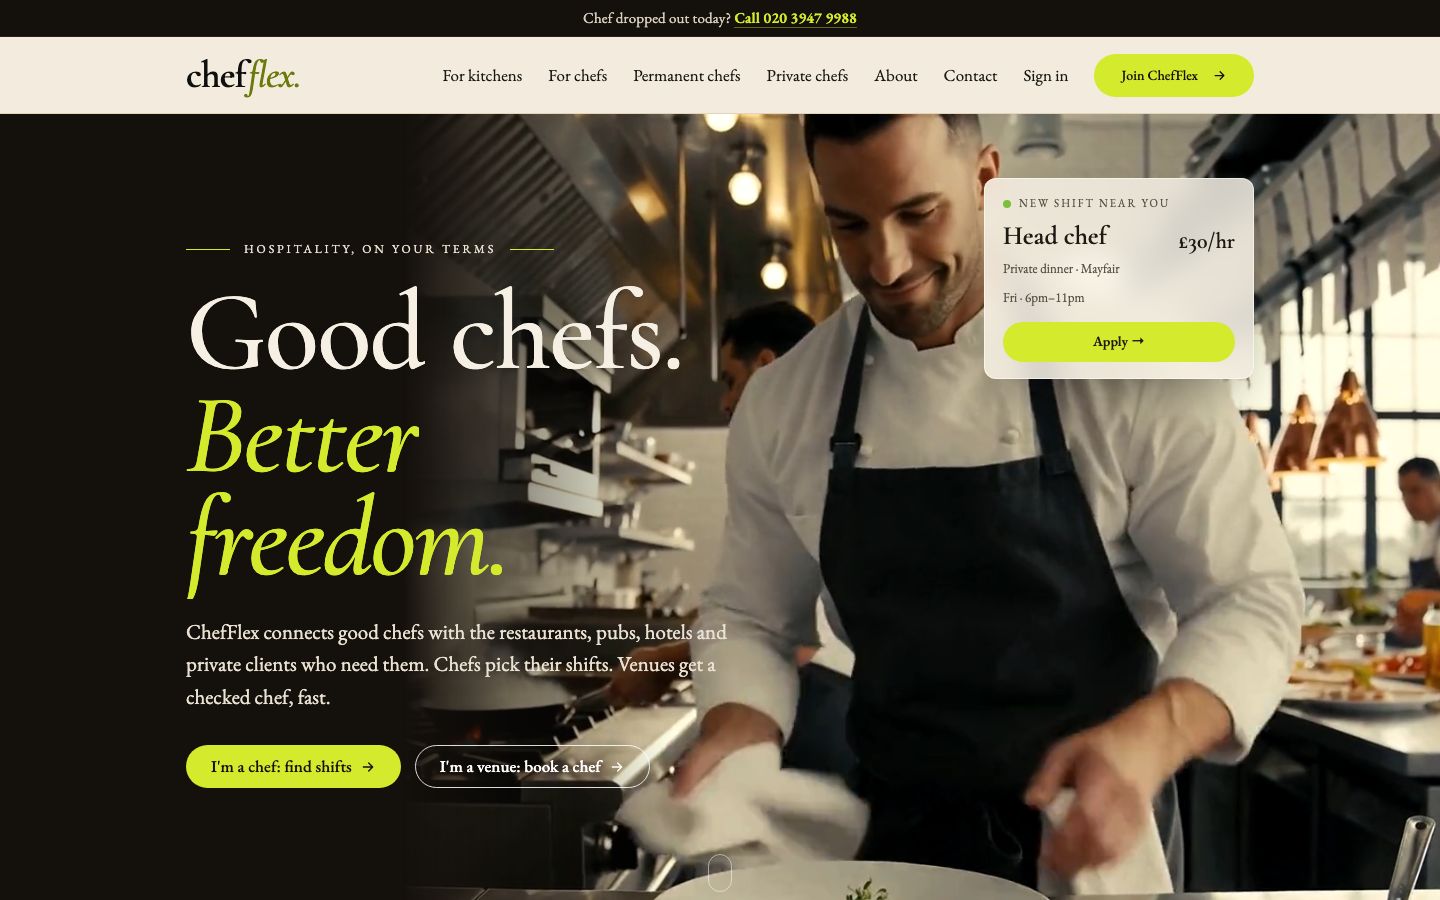 Chef dropped out today? Call 020 3947 9988
chefflex.
For kitchens
For chefs
Permanent chefs
Private chefs
About
Contact
Sign in
Join ChefFlex →
HOSPITALITY, ON YOUR TERMS
Good chefs.
Better
freedom.
ChefFlex connects good chefs with the restaurants, pubs, hotels and
private clients who need them. Chefs pick their shifts. Venues get a
checked chef, fast.
I'm a chef: find shifts →
I'm a venue: book a chef →
NEW SHIFT NEAR YOU
Head chef
£30/hr
Private dinner · Mayfair
Fri · 6pm–11pm
Apply →